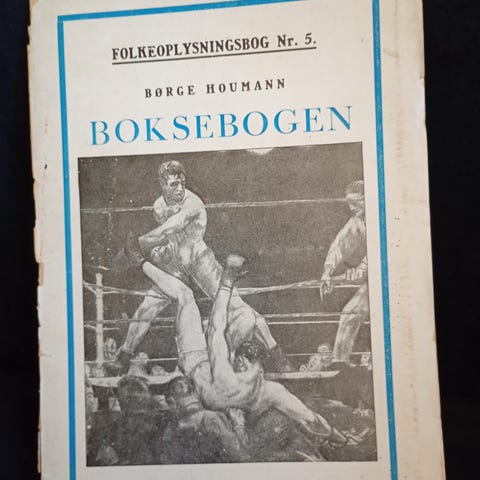 FOLKEOPLYSNINGSBOG Nr. 5.
BØRGE HOUMANN
BOKSEBOGEN